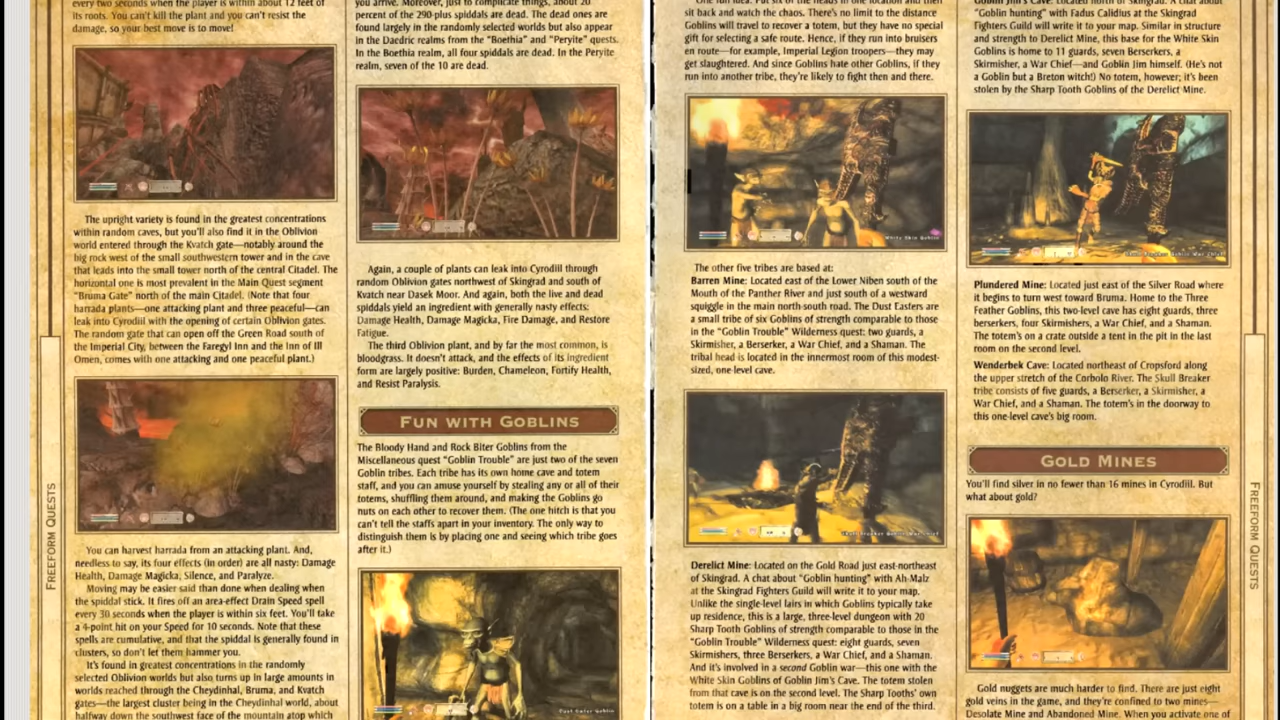 every two seconds when the player is within about 12 feet of
its roots. You can't kill the plant and you can't resist the
damage, so your best move is to move!
The upright variety is found in the greatest concentrations
within random caves, but you'll also find it in the Oblivion
world entered through the Kvatch gate—notably around the
big rock west of the small southwestern tower and in the cave
that leads into the small tower north of the central Citadel. The
horizontal one is most prevalent in the Main Quest segment
"Bruma Gate" north of the main Citadel. (Note that four
harrada plants—one attacking plant and three peaceful—can
leak into Cyrodiil with the opening of certain Oblivion gates.
The random gate that can open off the Green Road south of
the Imperial City, between the Faregyl Inn and the Inn of Ill
Omen, comes with one attacking and one peaceful plant.)
You can harvest harrada from an attacking plant. And,
needless to say, its four effects (in order) are all nasty: Damage
Health, Damage Magicka, Silence, and Paralyze.
Moving may be easier said than done when dealing with
the spiddal stick. It fires off an area-effect Drain Speed spell
every 30 seconds when the player is within six feet. You'll take
a 4-point hit on your Speed for 10 seconds. Note that these
spells are cumulative, and that the spiddal is generally found in
clusters, so don't let them hammer you.
It's found in greatest concentrations in the randomly
selected Oblivion worlds but also turns up in large amounts in
worlds reached through the Cheydinhal, Bruma, and Kvatch
gates—the largest cluster being in the Cheydinhal world, about
halfway down the southwest face of the mountain atop which
FREEFORM QUESTS
you arrive. Moreover, just to complicate things, about 20
percent of the 290-plus spiddals are dead. The dead ones are
found largely in the randomly selected worlds but also appear
in the Daedric realms from the "Boethia" and "Peryite" quests.
In the Boethia realm, all four spiddals are dead. In the Peryite
realm, seven of the 10 are dead.
Again, a couple of plants can leak into Cyrodiil through
random Oblivion gates northwest of Skingrad and south of
Kvatch near Dasek Moor. And again, both the live and dead
spiddals yield an ingredient with generally nasty effects:
Damage Health, Damage Magicka, Fire Damage, and Restore
Fatigue.
The third Oblivion plant, and by far the most common, is
bloodgrass. It doesn't attack, and the effects of its ingredient
form are largely positive: Burden, Chameleon, Fortify Health,
and Resist Paralysis.
FUN WITH GOBLINS
The Bloody Hand and Rock Biter Goblins from the
Miscellaneous quest "Goblin Trouble" are just two of the seven
Goblin tribes. Each tribe has its own home cave and totem
staff, and you can amuse yourself by stealing any or all of their
totems, shuffling them around, and making the Goblins go
nuts on each other to recover them. (The one hitch is that you
can't tell the staffs apart in your inventory. The only way to
distinguish them is by placing one and seeing which tribe goes
after it.)
Dust Eater Goblin
sit back and watch the chaos. There's no limit to the distance
Goblins will travel to recover a totem, but they have no special
gift for selecting a safe route. Hence, if they run into bruisers
en route—for example, Imperial Legion troopers—they may
get slaughtered. And since Goblins hate other Goblins, if they
run into another tribe, they're likely to fight then and there.
White Skin Goblin
The other five tribes are based at:
Barren Mine: Located east of the Lower Niben south of the
Mouth of the Panther River and just south of a westward
squiggle in the main north-south road. The Dust Easters are
a small tribe of six Goblins of strength comparable to those
in the "Goblin Trouble" Wilderness quest: two guards, a
Skirmisher, a Berserker, a War Chief, and a Shaman. The
tribal head is located in the innermost room of this modest-
sized, one-level cave.
Derelict Mine: Located on the Gold Road just east-northeast
of Skingrad. A chat about "Goblin hunting" with Ah-Malz
at the Skingrad Fighters Guild will write it to your map.
Unlike the single-level lairs in which Goblins typically take
up residence, this is a large, three-level dungeon with 20
Sharp Tooth Goblins of strength comparable to those in the
"Goblin Trouble" Wilderness quest: eight guards, seven
Skirmishers, three Berserkers, a War Chief, and a Shaman.
And it's involved in a second Goblin war—this one with the
White Skin Goblins of Goblin Jim's Cave. The totem stolen
from that cave is on the second level. The Sharp Tooths' own
totem is on a table in a big room near the end of the third.
"Goblin hunting" with Fadus Calidius at the Skingrad
Fighters Guild will write it to your map. Similar in structure
and strength to Derelict Mine, this base for the White Skin
Goblins is home to 11 guards, seven Berserkers, a
Skirmisher, a War Chief—and Goblin Jim himself. (He's not
a Goblin but a Breton witch!) No totem, however; it's been
stolen by the Sharp Tooth Goblins of the Derelict Mine.
Plundered Mine: Located just east of the Silver Road where
it begins to turn west toward Bruma. Home to the Three
Feather Goblins, this two-level cave has eight guards, three
berserkers, four Skirmishers, a War Chief, and a Shaman.
The totem's on a crate outside a tent in the pit in the last
room on the second level.
Wenderbek Cave: Located northeast of Cropsford along
the upper stretch of the Corbolo River. The Skull Breaker
tribe consists of five guards, a Berserker, a Skirmisher, a
War Chief, and a Shaman. The totem's in the doorway to
this one-level cave's big room.
GOLD MINES
You'll find silver in no fewer than 16 mines in Cyrodiil. But
what about gold?
Gold nuggets are much harder to find. There are just eight
gold veins in the game, and they're confined to two mines—
Desolate Mine and Abandoned Mine. When you activate one of
FREEFORM QUESTS